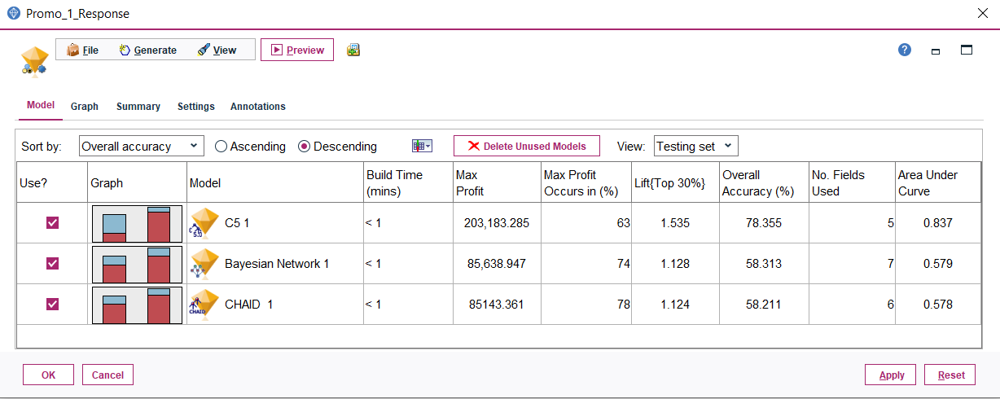 Promo_1_Response
File Generate View Preview
?
Model Graph Summary Settings Annotations
Sort by: Overall accuracy Ascending Descending Delete Unused Models View: Testing set
Use? Graph Model Build Time (mins) Max Profit Max Profit Occurs in (%) Lift{Top 30%} Overall Accuracy (%) No. Fields Used Area Under Curve
C5.0 C5 1 < 1 203,183.285 63 1.535 78.355 5 0.837
Bayesian Network 1 < 1 85,638.947 74 1.128 58.313 7 0.579
CHAID CHAID 1 < 1 85143.361 78 1.124 58.211 6 0.578
OK Cancel Apply Reset